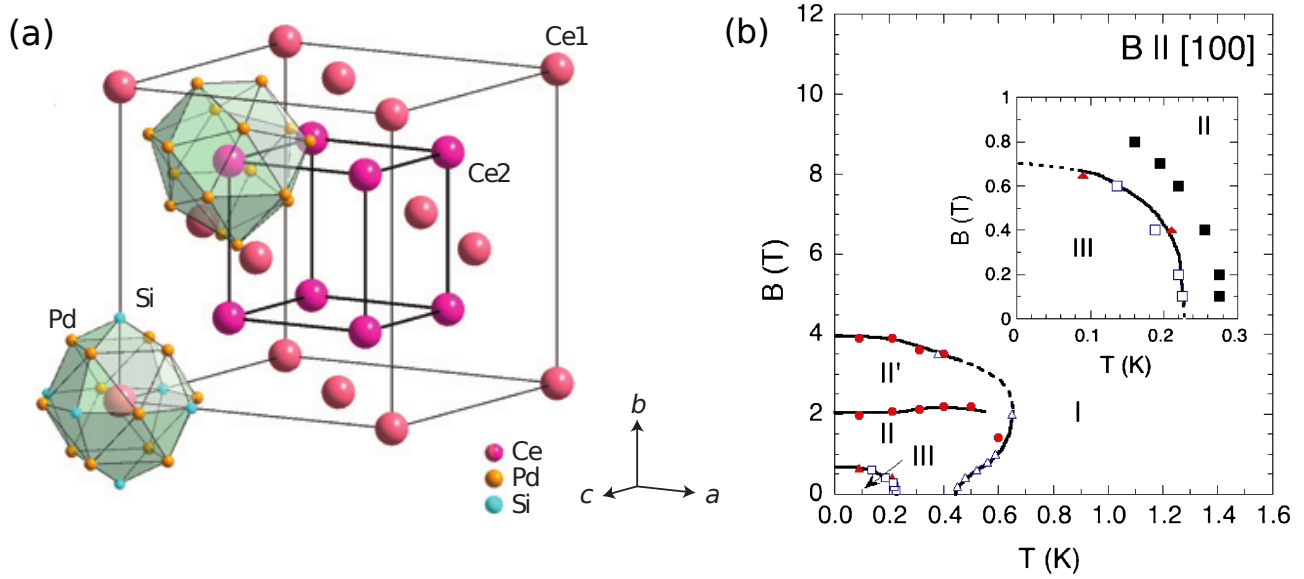 (a)
Ce1
Ce2
Si
Pd
Ce
Pd
Si
b
c
a
(b)
B II [100]
12
10
8
6
4
2
0
B (T)
0.0
0.2
0.4
0.6
0.8
1.0
1.2
1.4
1.6
T (K)
I
II'
II
III
1
0.8
0.6
0.4
0.2
0
B (T)
0
0.1
0.2
0.3
T (K)
II
III